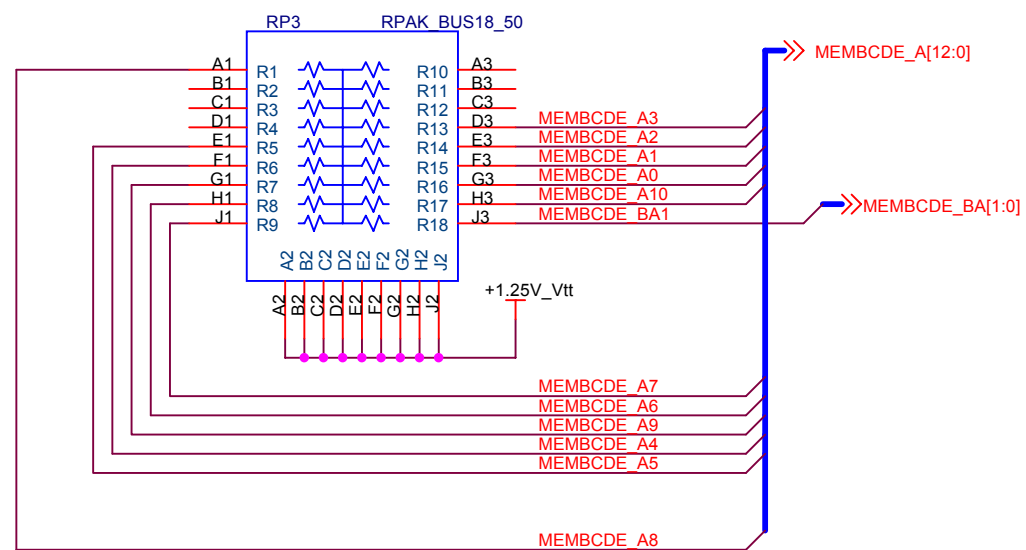 RP3 RPAK_BUS18_50
MEMBCDE_A[12:0]
A1 R1 R10 A3
B1 R2 R11 B3
C1 R3 R12 C3
D1 R4 R13 D3 MEMBCDE_A3
E1 R5 R14 E3 MEMBCDE_A2
F1 R6 R15 F3 MEMBCDE_A1
G1 R7 R16 G3 MEMBCDE_A0
H1 R8 R17 H3 MEMBCDE_A10
J1 R9 R18 J3 MEMBCDE_BA1
MEMBCDE_BA[1:0]
A2 B2 C2 D2 E2 F2 G2 H2 J2
A2 B2 C2 D2 E2 F2 G2 H2 J2
+1.25V_Vtt
MEMBCDE_A7
MEMBCDE_A6
MEMBCDE_A9
MEMBCDE_A4
MEMBCDE_A5
MEMBCDE_A8